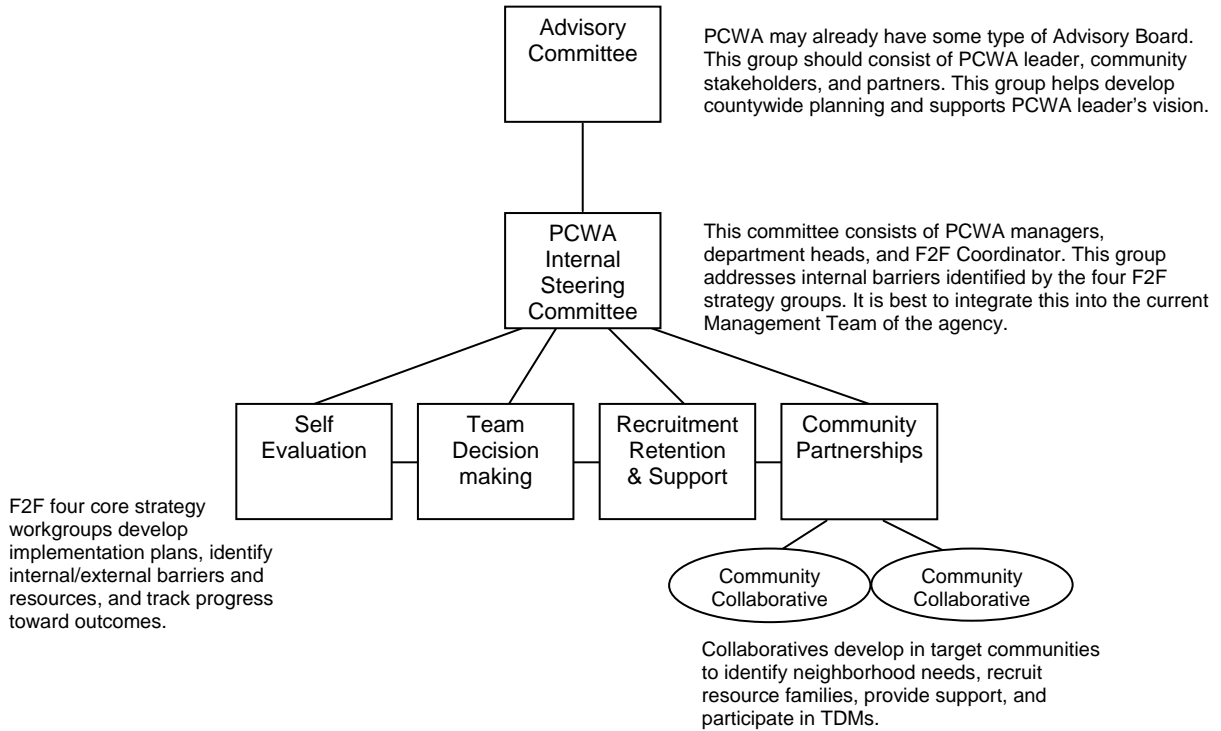 Advisory
Committee
PCWA may already have some type of Advisory Board.
This group should consist of PCWA leader, community
stakeholders, and partners. This group helps develop
countywide planning and supports PCWA leader’s vision.
PCWA
Internal
Steering
Committee
This committee consists of PCWA managers,
department heads, and F2F Coordinator. This group
addresses internal barriers identified by the four F2F
strategy groups. It is best to integrate this into the current
Management Team of the agency.
Self
Evaluation
Team
Decision
making
Recruitment
Retention
& Support
Community
Partnerships
F2F four core strategy
workgroups develop
implementation plans, identify
internal/external barriers and
resources, and track progress
toward outcomes.
Community
Collaborative
Community
Collaborative
Collaboratives develop in target communities
to identify neighborhood needs, recruit
resource families, provide support, and
participate in TDMs.